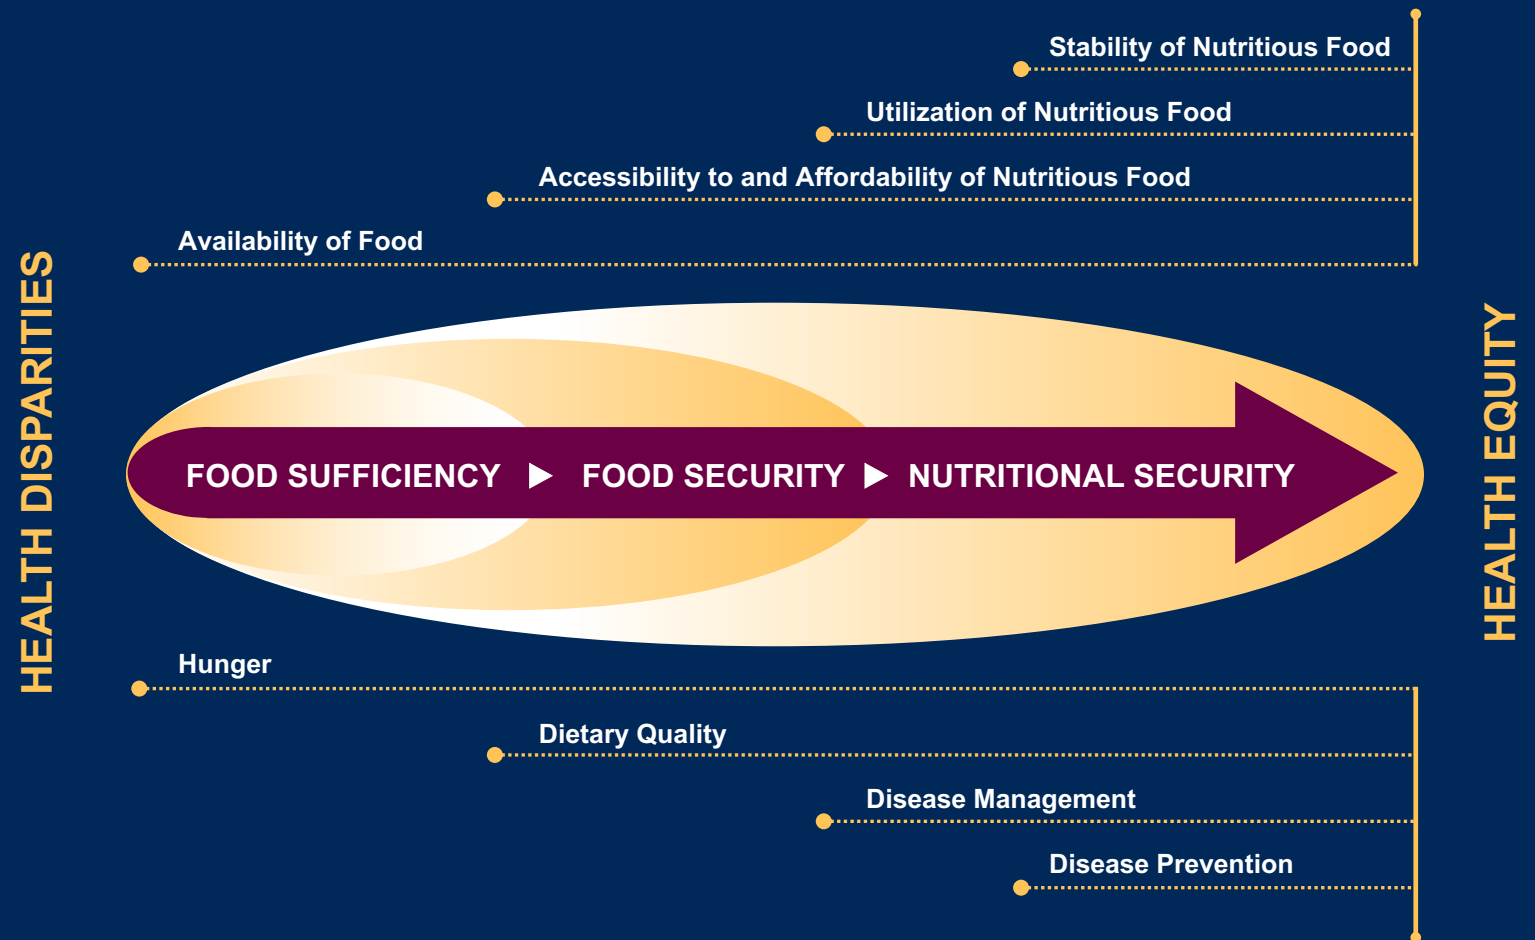 Stability of Nutritious Food
Utilization of Nutritious Food
Accessibility to and Affordability of Nutritious Food
Availability of Food
HEALTH DISPARITIES
FOOD SUFFICIENCY
FOOD SECURITY
NUTRITIONAL SECURITY
HEALTH EQUITY
Hunger
Dietary Quality
Disease Management
Disease Prevention